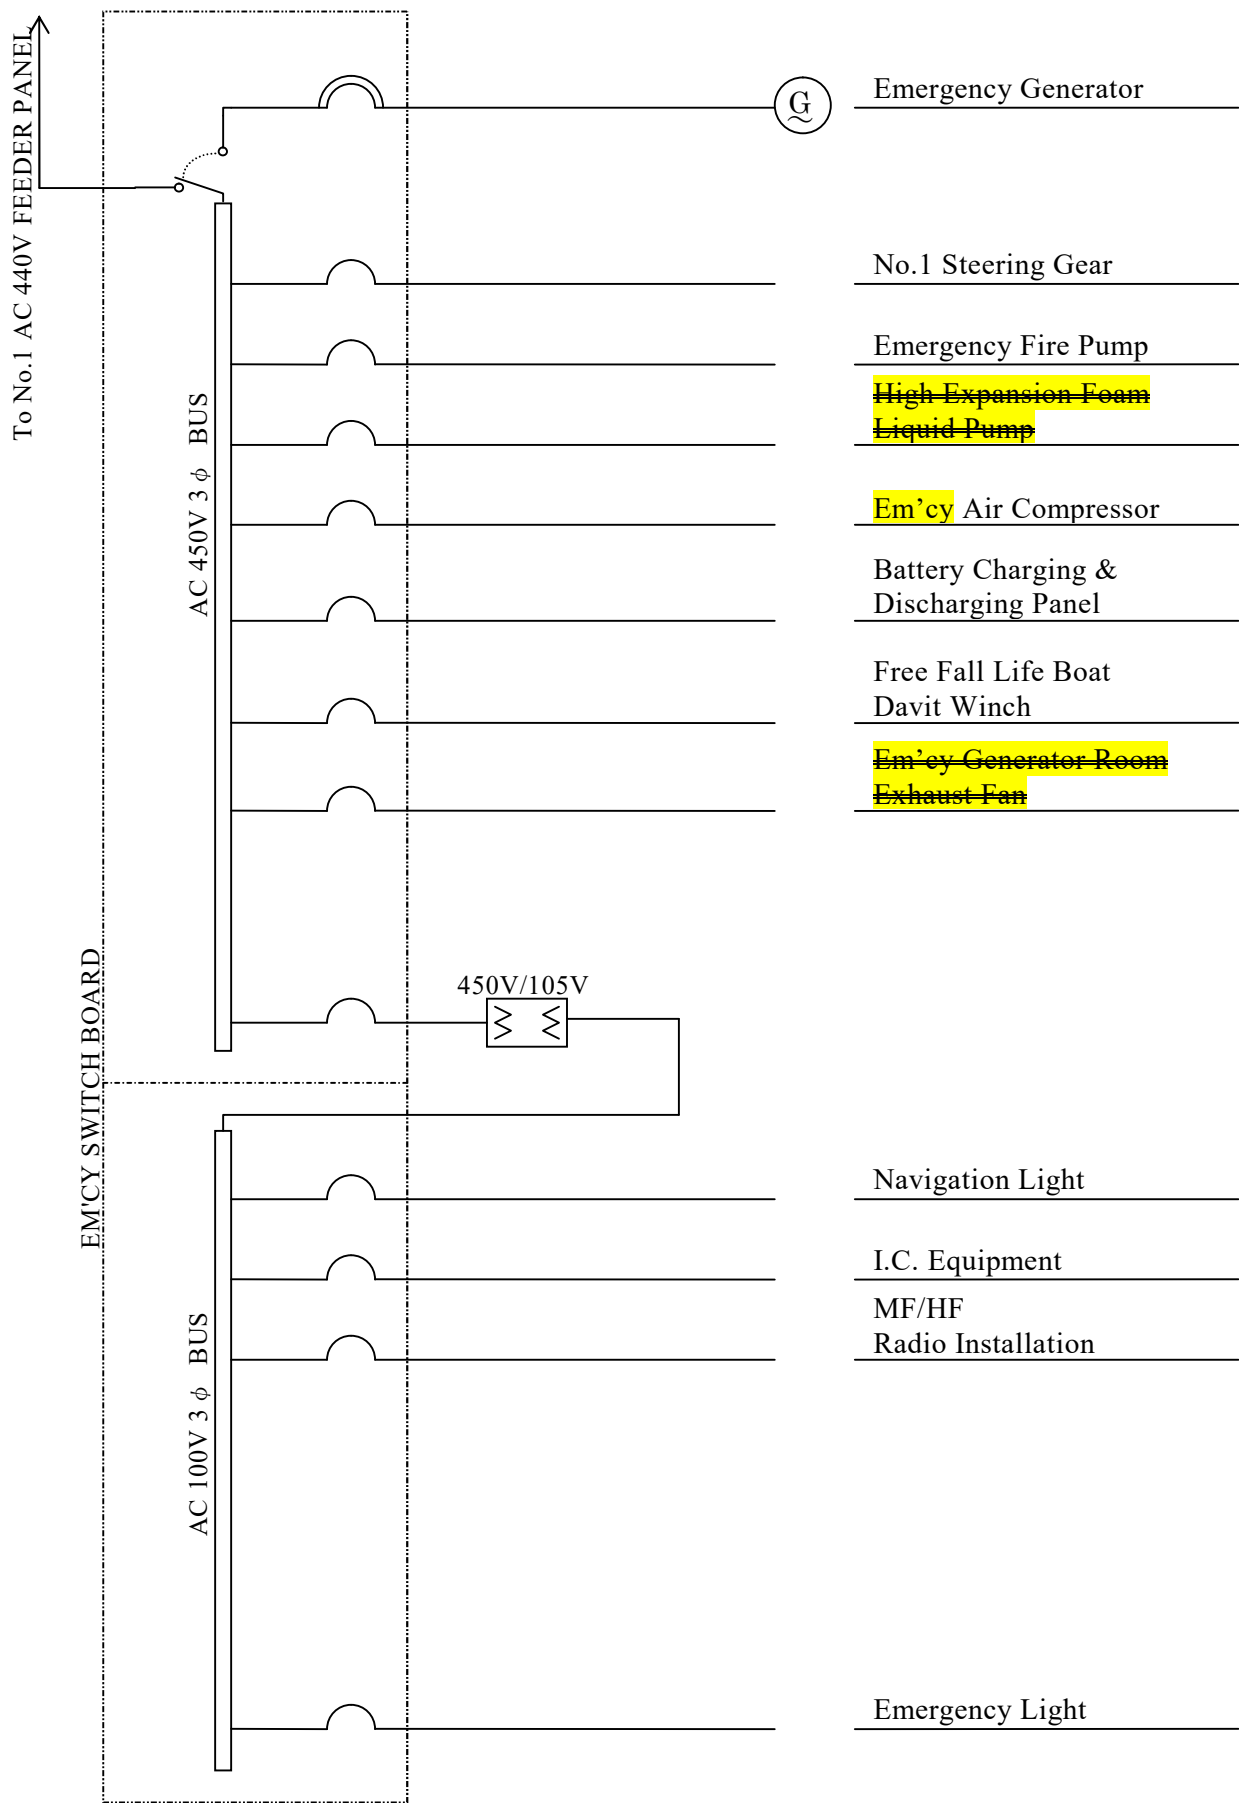 To No.1 AC 440V FEEDER PANEL
G
Emergency Generator
No.1 Steering Gear
Emergency Fire Pump
High Expansion Foam
Liquid Pump
AC 450V 3 ϕ BUS
Em’cy Air Compressor
Battery Charging &
Discharging Panel
Free Fall Life Boat
Davit Winch
Em’cy Generator Room
Exhaust Fan
EM'CY SWITCH BOARD
450V/105V
Navigation Light
I.C. Equipment
MF/HF
Radio Installation
AC 100V 3 ϕ BUS
Emergency Light